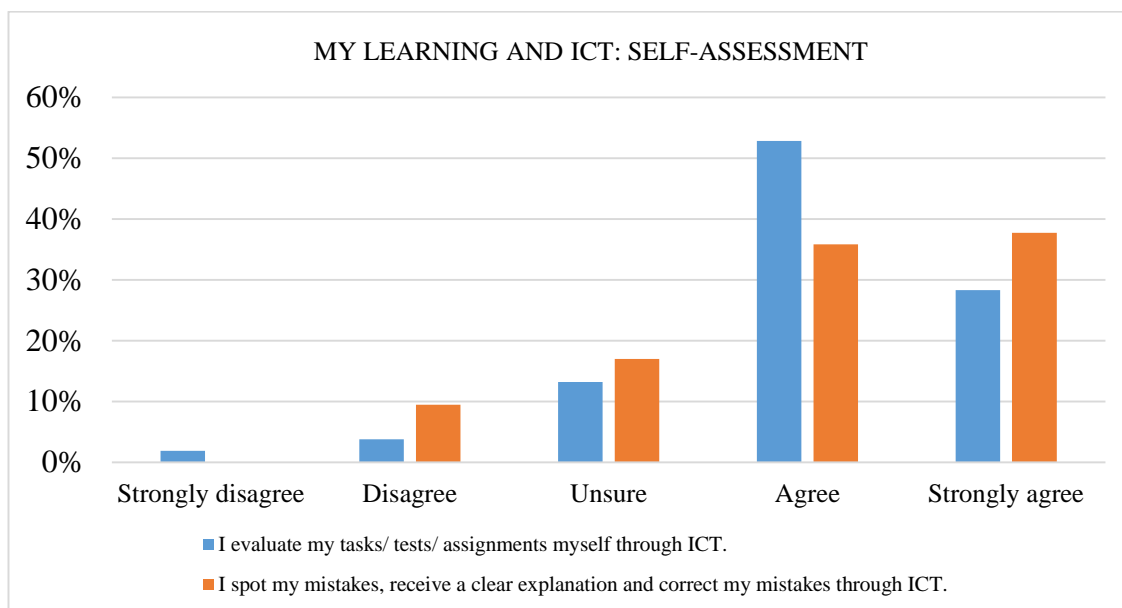 MY LEARNING AND ICT: SELF-ASSESSMENT
60%
50%
40%
30%
20%
10%
0%
Strongly disagree Disagree Unsure Agree Strongly agree
I evaluate my tasks/ tests/ assignments myself through ICT.
I spot my mistakes, receive a clear explanation and correct my mistakes through ICT.